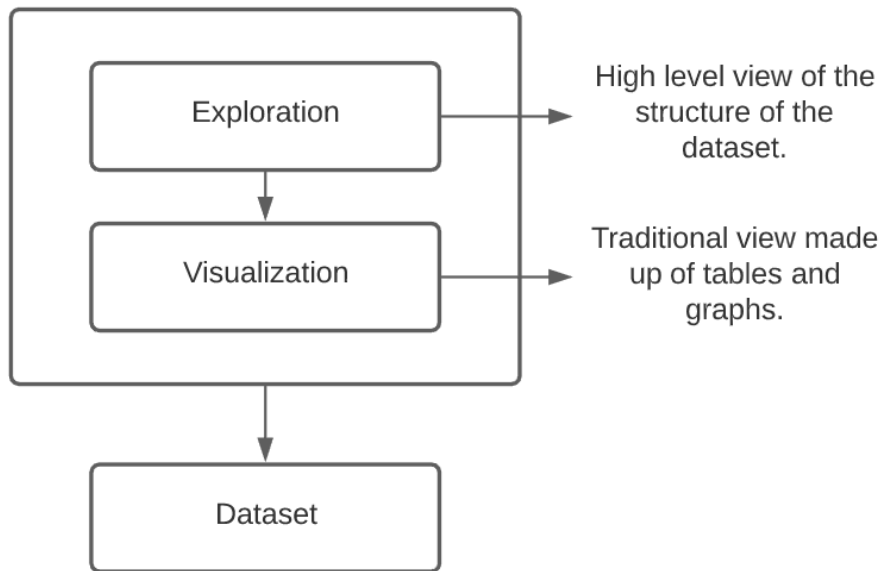 Exploration
High level view of the
structure of the
dataset.
Visualization
Traditional view made
up of tables and
graphs.
Dataset